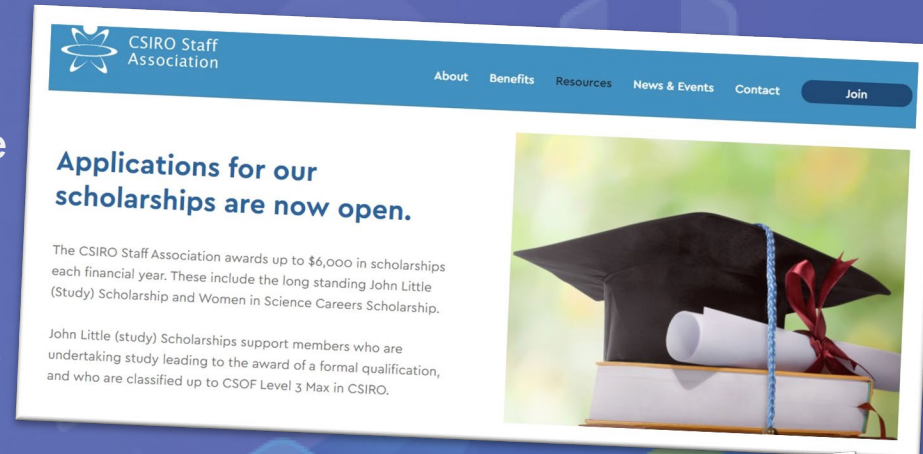 CSIRO Staff
Association
About Benefits Resources News & Events Contact Join
Applications for our
scholarships are now open.
The CSIRO Staff Association awards up to $6,000 in scholarships
each financial year. These include the long standing John Little
(Study) Scholarship and Women in Science Careers Scholarship.
John Little (study) Scholarships support members who are
undertaking study leading to the award of a formal qualification,
and who are classified up to CSOF Level 3 Max in CSIRO.